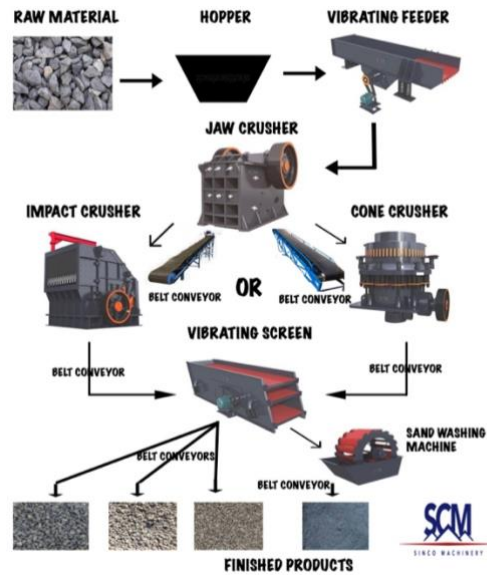 RAW MATERIAL
HOPPER
VIBRATING FEEDER
JAW CRUSHER
IMPACT CRUSHER
CONE CRUSHER
BELT CONVEYOR
OR
BELT CONVEYOR
VIBRATING SCREEN
BELT CONVEYOR
BELT CONVEYOR
SAND WASHING
MACHINE
BELT CONVEYORS
BELT CONVEYOR
SCM
SINCO MACHINERY
FINISHED PRODUCTS